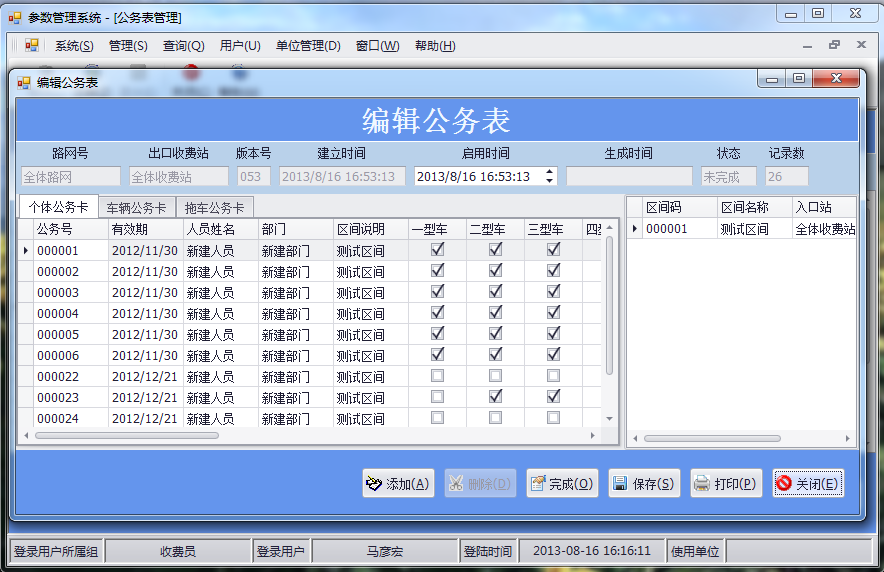 参数管理系统 - [公务表管理]
系统(S) 管理(S) 查询(Q) 用户(U) 单位管理(D) 窗口(W) 帮助(H)
编辑公务表
编辑公务表
路网号 出口收费站 版本号 建立时间 启用时间 生成时间 状态 记录数
全体路网 全体收费站 053 2013/8/16 16:53:13 2013/8/16 16:53:13 未完成 26
个体公务卡 车辆公务卡 拖车公务卡
公务号 有效期 人员姓名 部门 区间说明 一型车 二型车 三型车
000001 2012/11/30 新建人员 新建部门 测试区间
000002 2012/11/30 新建人员 新建部门 测试区间
000003 2012/11/30 新建人员 新建部门 测试区间
000004 2012/11/30 新建人员 新建部门 测试区间
000005 2012/11/30 新建人员 新建部门 测试区间
000006 2012/11/30 新建人员 新建部门 测试区间
000022 2012/12/21 新建人员 新建部门 测试区间
000023 2012/12/21 新建人员 新建部门 测试区间
000024 2012/12/21 新建人员 新建部门 测试区间
区间码 区间名称 入口站
000001 测试区间 全体收费站
添加(A) 删除(D) 完成(O) 保存(S) 打印(P) 关闭(E)
登录用户所属组 收费员 登录用户 马彦宏 登陆时间 2013-08-16 16:16:11 使用单位